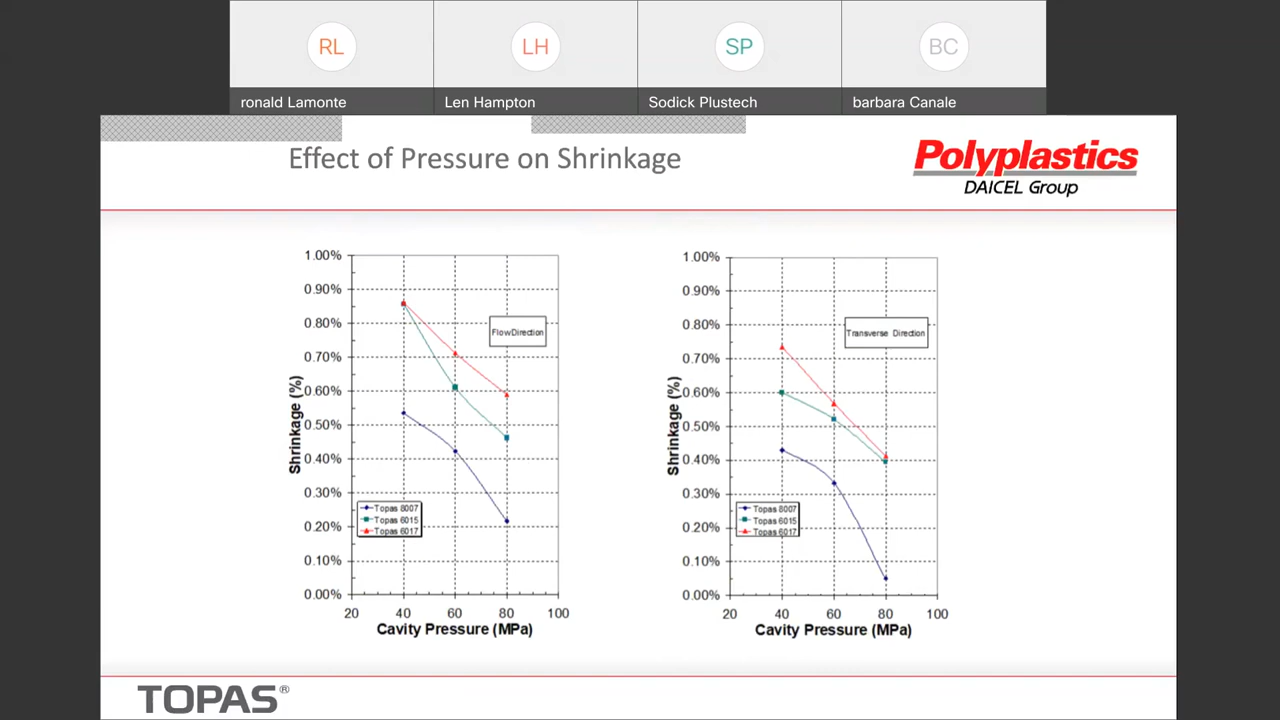 RL
LH
SP
BC
ronald Lamonte
Len Hampton
Sodick Plustech
barbara Canale
Effect of Pressure on Shrinkage
Polyplastics
DAICEL Group
1.00%
0.90%
0.80%
0.70%
0.60%
0.50%
0.40%
0.30%
0.20%
0.10%
0.00%
Shrinkage (%)
FlowDirection
Topas 8007
Topas 6015
Topas 6017
20 40 60 80 100
Cavity Pressure (MPa)
1.00%
0.90%
0.80%
0.70%
0.60%
0.50%
0.40%
0.30%
0.20%
0.10%
0.00%
Shrinkage (%)
Transverse Direction
Topas 8007
Topas 6015
Topas 6017
20 40 60 80 100
Cavity Pressure (MPa)
TOPAS®